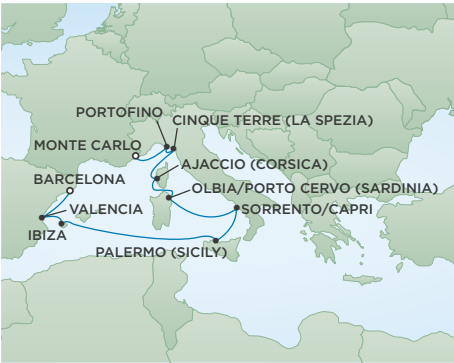 PORTOFINO
CINQUE TERRE (LA SPEZIA)
MONTE CARLO
AJACCIO (CORSICA)
BARCELONA
OLBIA/PORTO CERVO (SARDINIA)
VALENCIA
SORRENTO/CAPRI
IBIZA
PALERMO (SICILY)